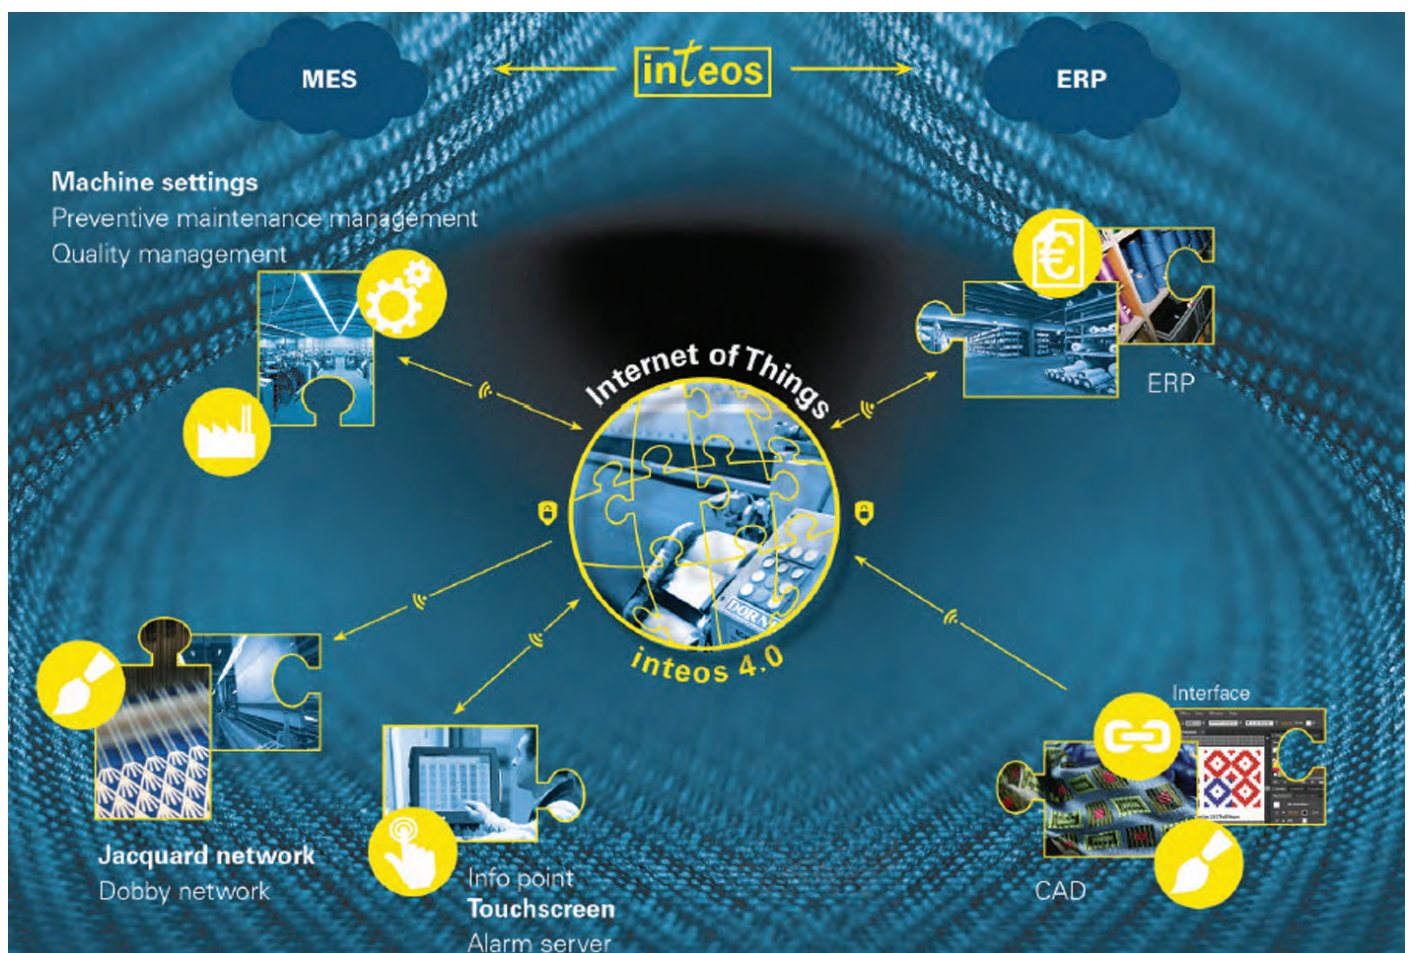 MES
inteos
ERP
Machine settings
Preventive maintenance management
Quality management
€
ERP
Internet of Things
inteos 4.0
Interface
Jacquard network
Dobby network
Info point
Touchscreen
Alarm server
CAD